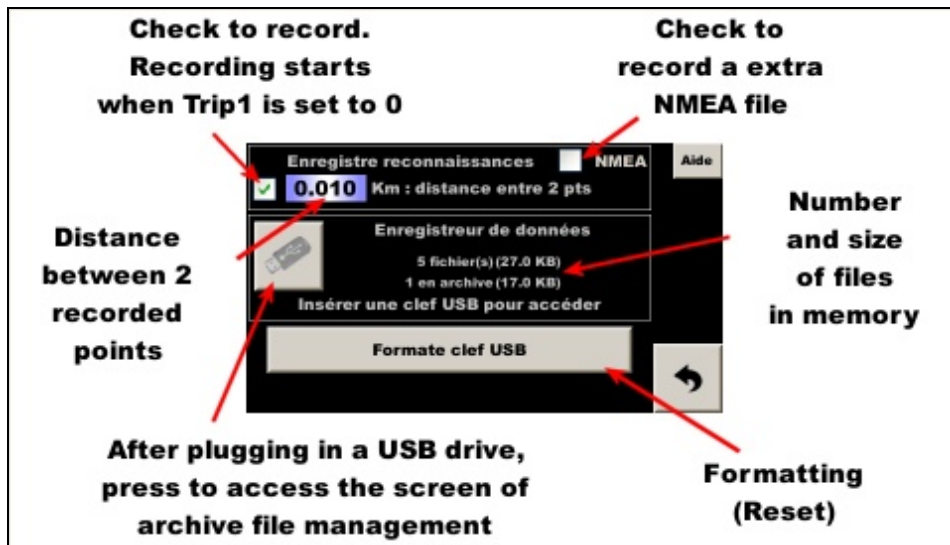 Check to record.
Recording starts
when Trip1 is set to 0
Check to
record a extra
NMEA file
Enregistre reconnaissances NMEA Aide
0.010 Km : distance entre 2 pts
Distance
between 2
recorded
points
Enregistreur de données
5 fichier(s) (27.0 KB)
1 en archive (17.0 KB)
Insérer une clef USB pour accéder
Number
and size
of files
in memory
Formate clef USB
After plugging in a USB drive,
press to access the screen of
archive file management
Formatting
(Reset)